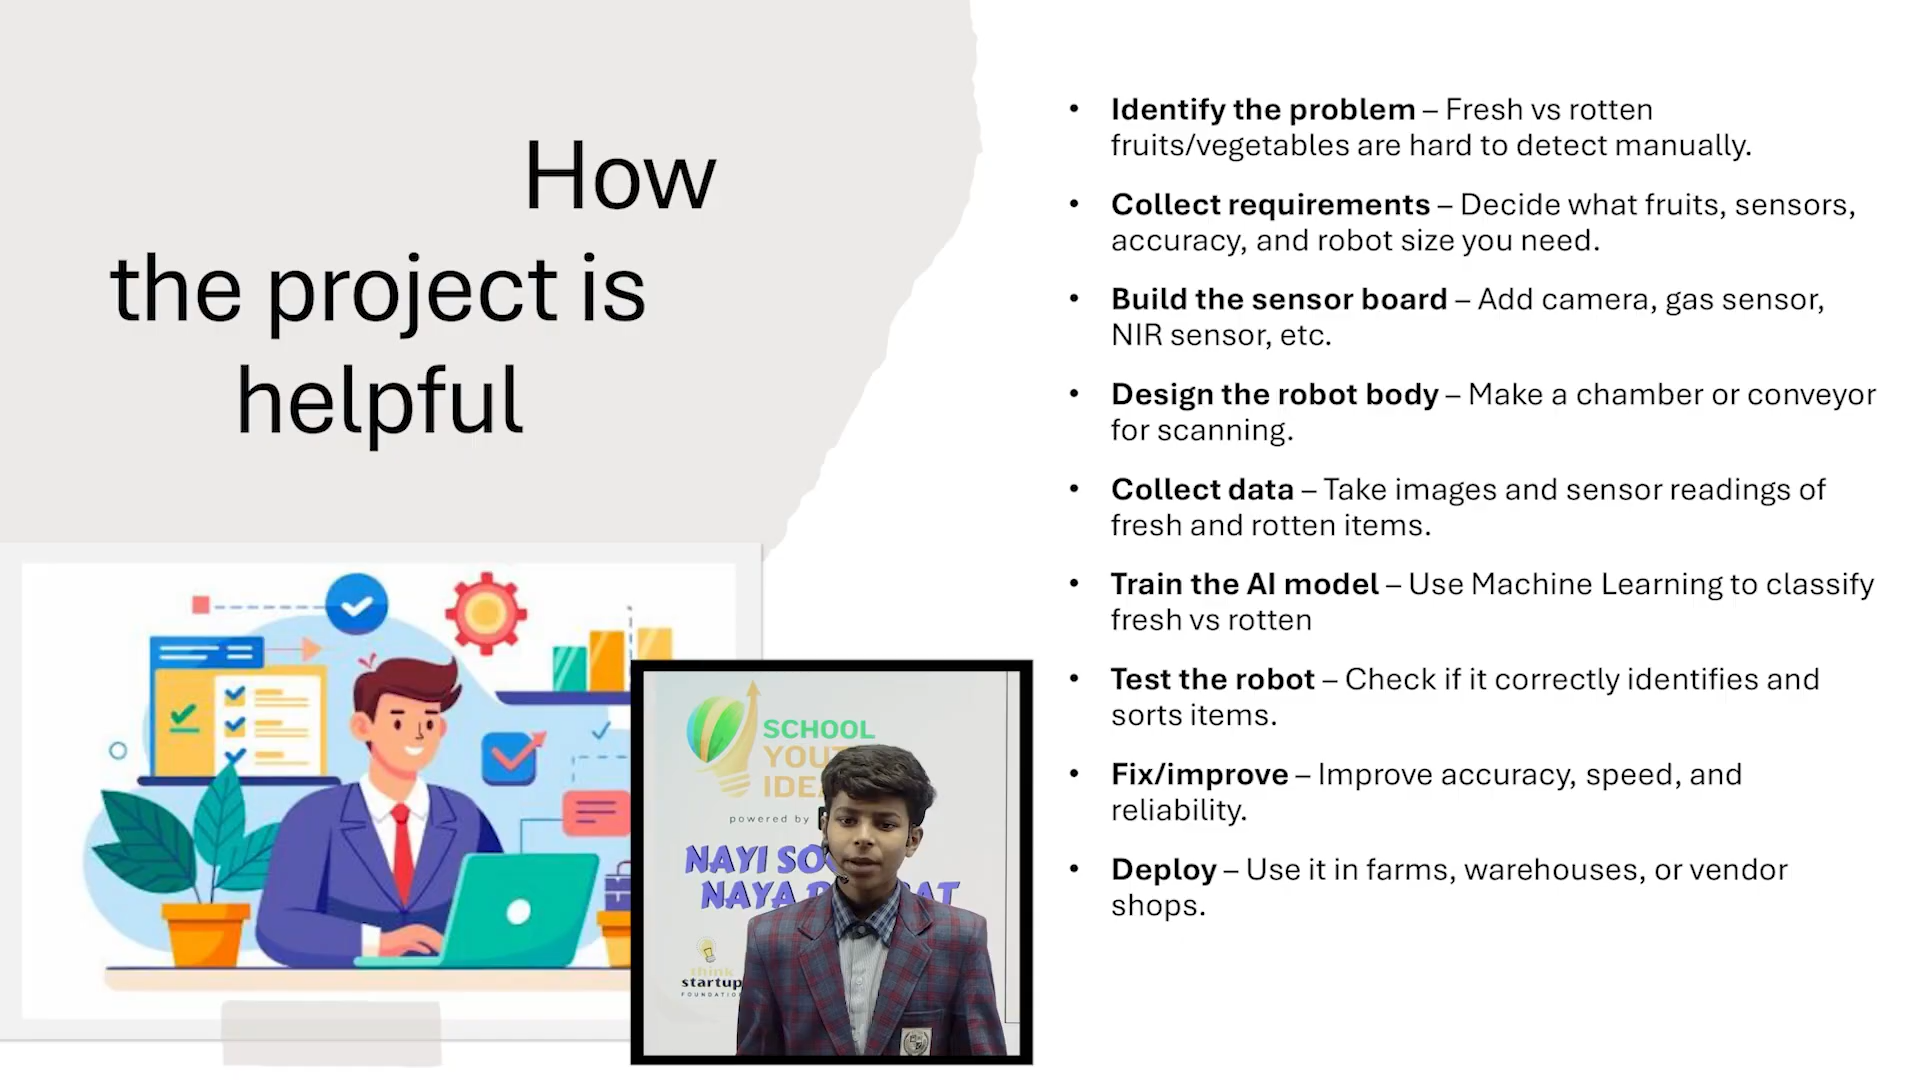 How
the project is
helpful
• Identify the problem – Fresh vs rotten
fruits/vegetables are hard to detect manually.
• Collect requirements – Decide what fruits, sensors,
accuracy, and robot size you need.
• Build the sensor board – Add camera, gas sensor,
NIR sensor, etc.
• Design the robot body – Make a chamber or conveyor
for scanning.
• Collect data – Take images and sensor readings of
fresh and rotten items.
• Train the AI model – Use Machine Learning to classify
fresh vs rotten
• Test the robot – Check if it correctly identifies and
sorts items.
• Fix/improve – Improve accuracy, speed, and
reliability.
• Deploy – Use it in farms, warehouses, or vendor
shops.
SCHOOL
powered by
NAYI
NAYA
think
startup